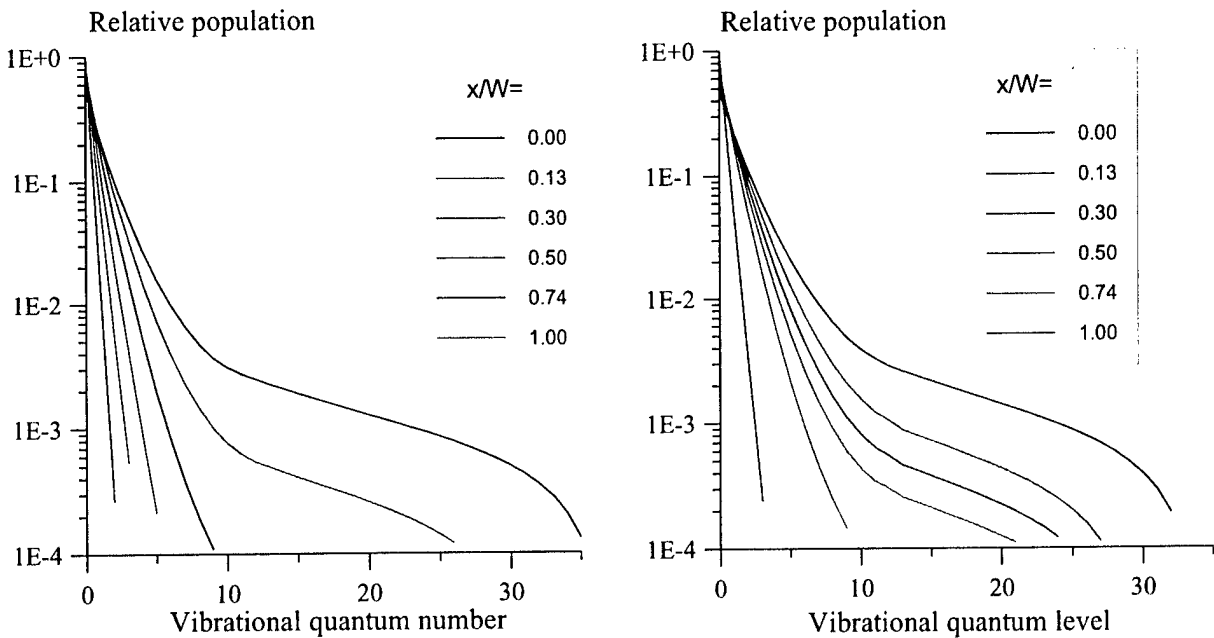 Relative population
1E+0
1E-1
1E-2
1E-3
1E-4
0
10
20
30
Vibrational quantum number
x/W=
0.00
0.13
0.30
0.50
0.74
1.00
Relative population
1E+0
1E-1
1E-2
1E-3
1E-4
0
10
20
30
Vibrational quantum level
x/W=
0.00
0.13
0.30
0.50
0.74
1.00